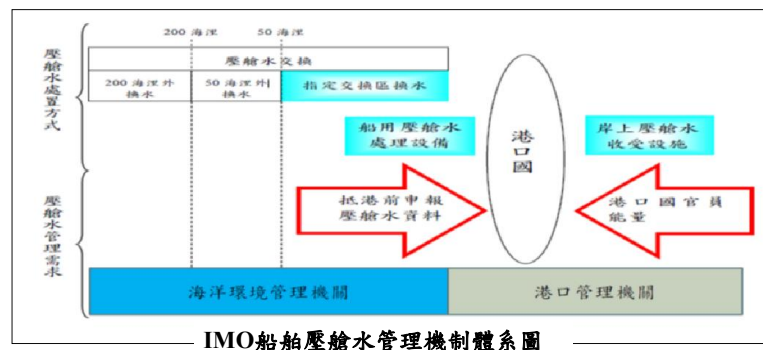 200 海浬
50 海浬
壓艙水處置方式
壓艙水交換
200 海浬外
換水
50 海浬外
換水
指定交換區換水
船用壓艙水
處理設備
港口國
岸上壓艙水
收受設施
壓艙水管理需求
抵港前申報
壓艙水資料
港口國官員
能量
海洋環境管理機關
港口管理機關
IMO船舶壓艙水管理機制體系圖